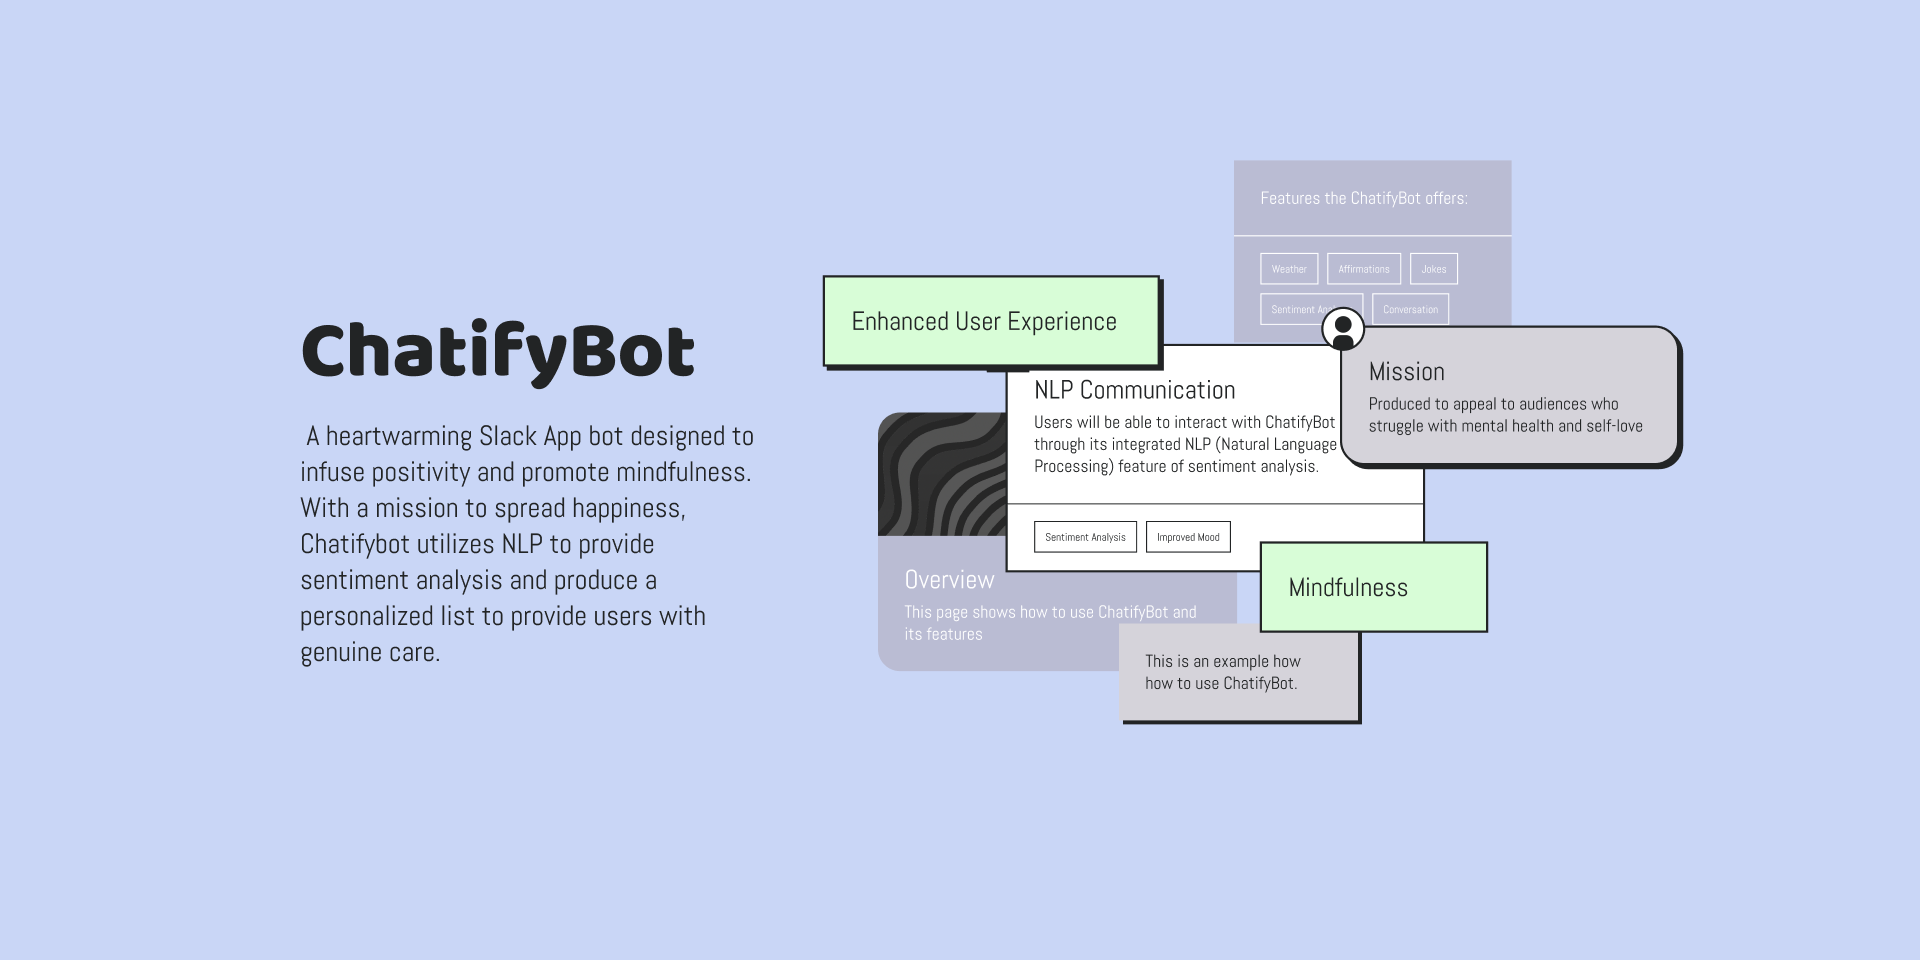 ChatifyBot
A heartwarming Slack App bot designed to
infuse positivity and promote mindfulness.
With a mission to spread happiness,
Chatifybot utilizes NLP to provide
sentiment analysis and produce a
personalized list to provide users with
genuine care.
Features the ChatifyBot offers:
Weather
Affirmations
Jokes
Sentiment
Conversation
Enhanced User Experience
NLP Communication
Users will be able to interact with ChatifyBot
through its integrated NLP (Natural Language
Processing) feature of sentiment analysis.
Sentiment Analysis
Improved Mood
Mission
Produced to appeal to audiences who
struggle with mental health and self-love
Overview
This page shows how to use ChatifyBot and
its features
Mindfulness
This is an example how
how to use ChatifyBot.